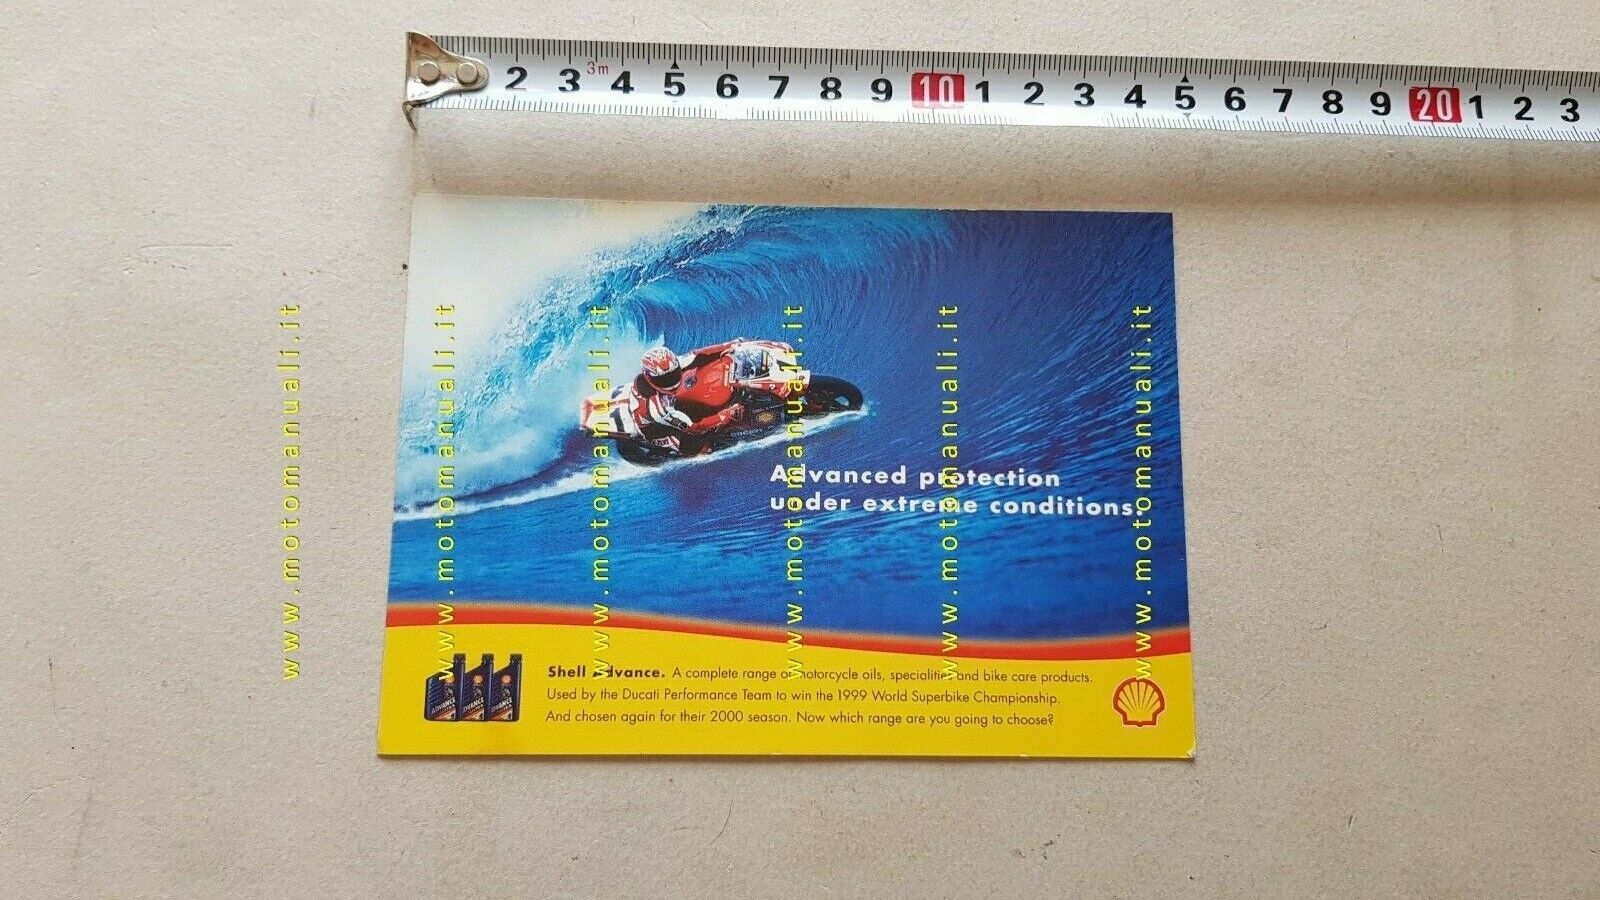 2 3 3m 4 5 6 7 8 9 10 1 2 3 4 5 6 7 8 9 20 1 2 3
www.motomanuali.it
www.motomanuali.it
www.motomanuali.it
www.motomanuali.it
www.motomanuali.it
www.motomanuali.it
Advanced protection
under extreme conditions.
Shell Advance. A complete range of motorcycle oils, specialities and bike care products.
Used by the Ducati Performance Team to win the 1999 World Superbike Championship.
And chosen again for their 2000 season. Now which range are you going to choose?
ADVANCE
ADVANCE
ADVANCE